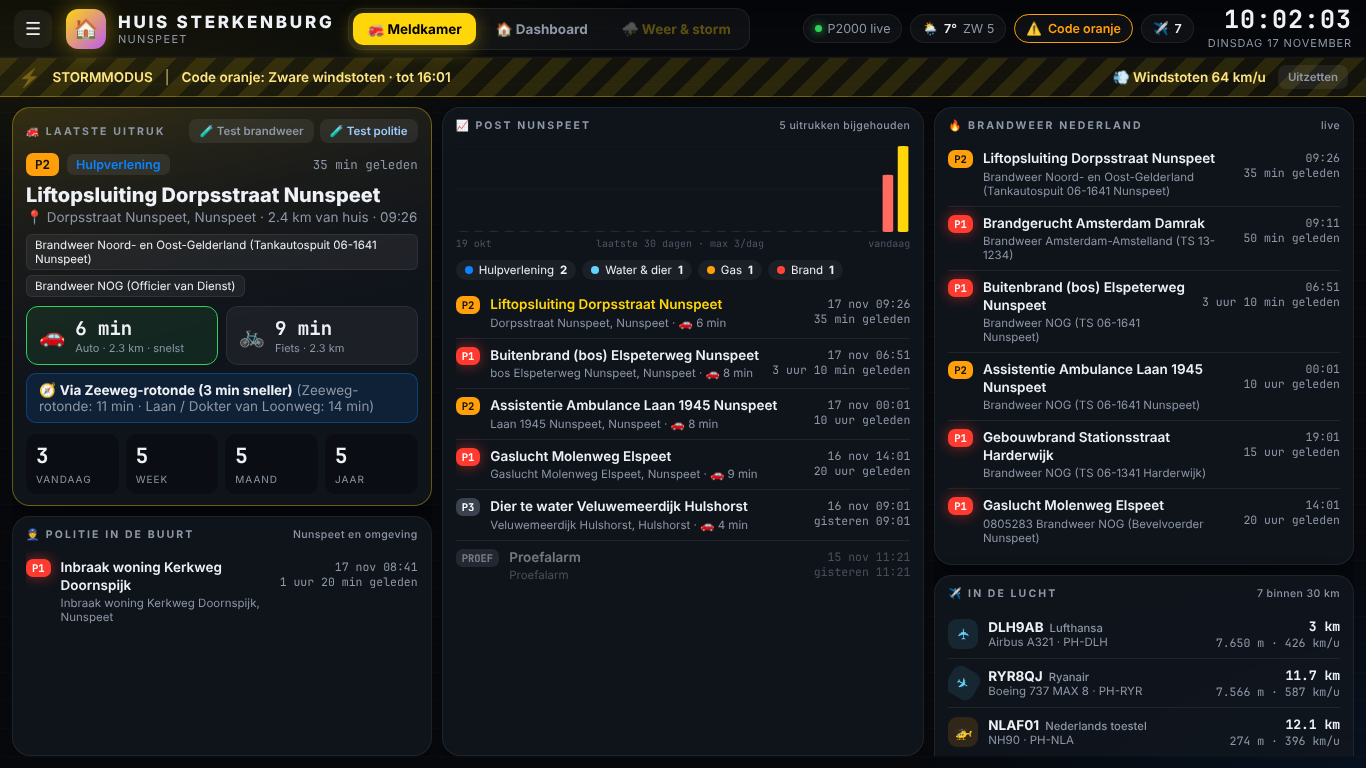 HUIS STERKENBURG
NUNSPEET
Meldkamer
Dashboard
Weer & storm
P2000 live
7° ZW 5
Code oranje
7
10:02:03
DINSDAG 17 NOVEMBER
STORMMODUS | Code oranje: Zware windstoten · tot 16:01
Windstoten 64 km/u
Uitzetten
LAATSTE UITRUK
Test brandweer
Test politie
P2 Hulpverlening
35 min geleden
Liftopsluiting Dorpsstraat Nunspeet
Dorpsstraat Nunspeet, Nunspeet · 2.4 km van huis · 09:26
Brandweer Noord- en Oost-Gelderland (Tankautospuit 06-1641
Nunspeet)
Brandweer NOG (Officier van Dienst)
6 min
Auto · 2.3 km · snelst
9 min
Fiets · 2.3 km
Via Zeeweg-rotonde (3 min sneller) (Zeeweg-
rotonde: 11 min · Laan / Dokter van Loonweg: 14 min)
3
VANDAAG
5
WEEK
5
MAAND
5
JAAR
POLITIE IN DE BUURT
Nunspeet en omgeving
P1 Inbraak woning Kerkweg
Doornspijk
17 nov 08:41
1 uur 20 min geleden
Inbraak woning Kerkweg Doornspijk,
Nunspeet
POST NUNSPEET
5 uitrukken bijgehouden
19 okt
laatste 30 dagen · max 3/dag
vandaag
Hulpverlening 2
Water & dier 1
Gas 1
Brand 1
P2 Liftopsluiting Dorpsstraat Nunspeet
17 nov 09:26
Dorpsstraat Nunspeet, Nunspeet · 6 min
35 min geleden
P1 Buitenbrand (bos) Elspeterweg Nunspeet
17 nov 06:51
bos Elspeterweg Nunspeet, Nunspeet · 8 min
3 uur 10 min geleden
P2 Assistentie Ambulance Laan 1945 Nunspeet
17 nov 00:01
Laan 1945 Nunspeet, Nunspeet · 8 min
10 uur geleden
P1 Gaslucht Molenweg Elspeet
16 nov 14:01
Gaslucht Molenweg Elspeet, Nunspeet · 9 min
20 uur geleden
P3 Dier te water Veluwemeerdijk Hulshorst
16 nov 09:01
Veluwemeerdijk Hulshorst, Hulshorst · 4 min
gisteren 09:01
PROEF Proefalarm
15 nov 11:21
Proefalarm
gisteren 11:21
BRANDWEER NEDERLAND
live
P2 Liftopsluiting Dorpsstraat Nunspeet
09:26
35 min geleden
Brandweer Noord- en Oost-Gelderland
(Tankautospuit 06-1641 Nunspeet)
P1 Brandgerucht Amsterdam Damrak
09:11
50 min geleden
Brandweer Amsterdam-Amstelland (TS 13-
1234)
P1 Buitenbrand (bos) Elspeterweg
Nunspeet
06:51
3 uur 10 min geleden
Brandweer NOG (TS 06-1641
Nunspeet)
P2 Assistentie Ambulance Laan 1945
Nunspeet
00:01
10 uur geleden
Brandweer NOG (TS 06-1641 Nunspeet)
P1 Gebouwbrand Stationsstraat
Harderwijk
19:01
15 uur geleden
Brandweer NOG (TS 06-1341 Harderwijk)
P1 Gaslucht Molenweg Elspeet
14:01
20 uur geleden
0805283 Brandweer NOG (Bevelvoerder
Nunspeet)
IN DE LUCHT
7 binnen 30 km
DLH9AB Lufthansa
3 km
Airbus A321 · PH-DLH
7.650 m · 426 km/u
RYR8QJ Ryanair
11.7 km
Boeing 737 MAX 8 · PH-RYR
7.566 m · 587 km/u
NLAF01 Nederlands toestel
12.1 km
NH90 · PH-NLA
274 m · 396 km/u